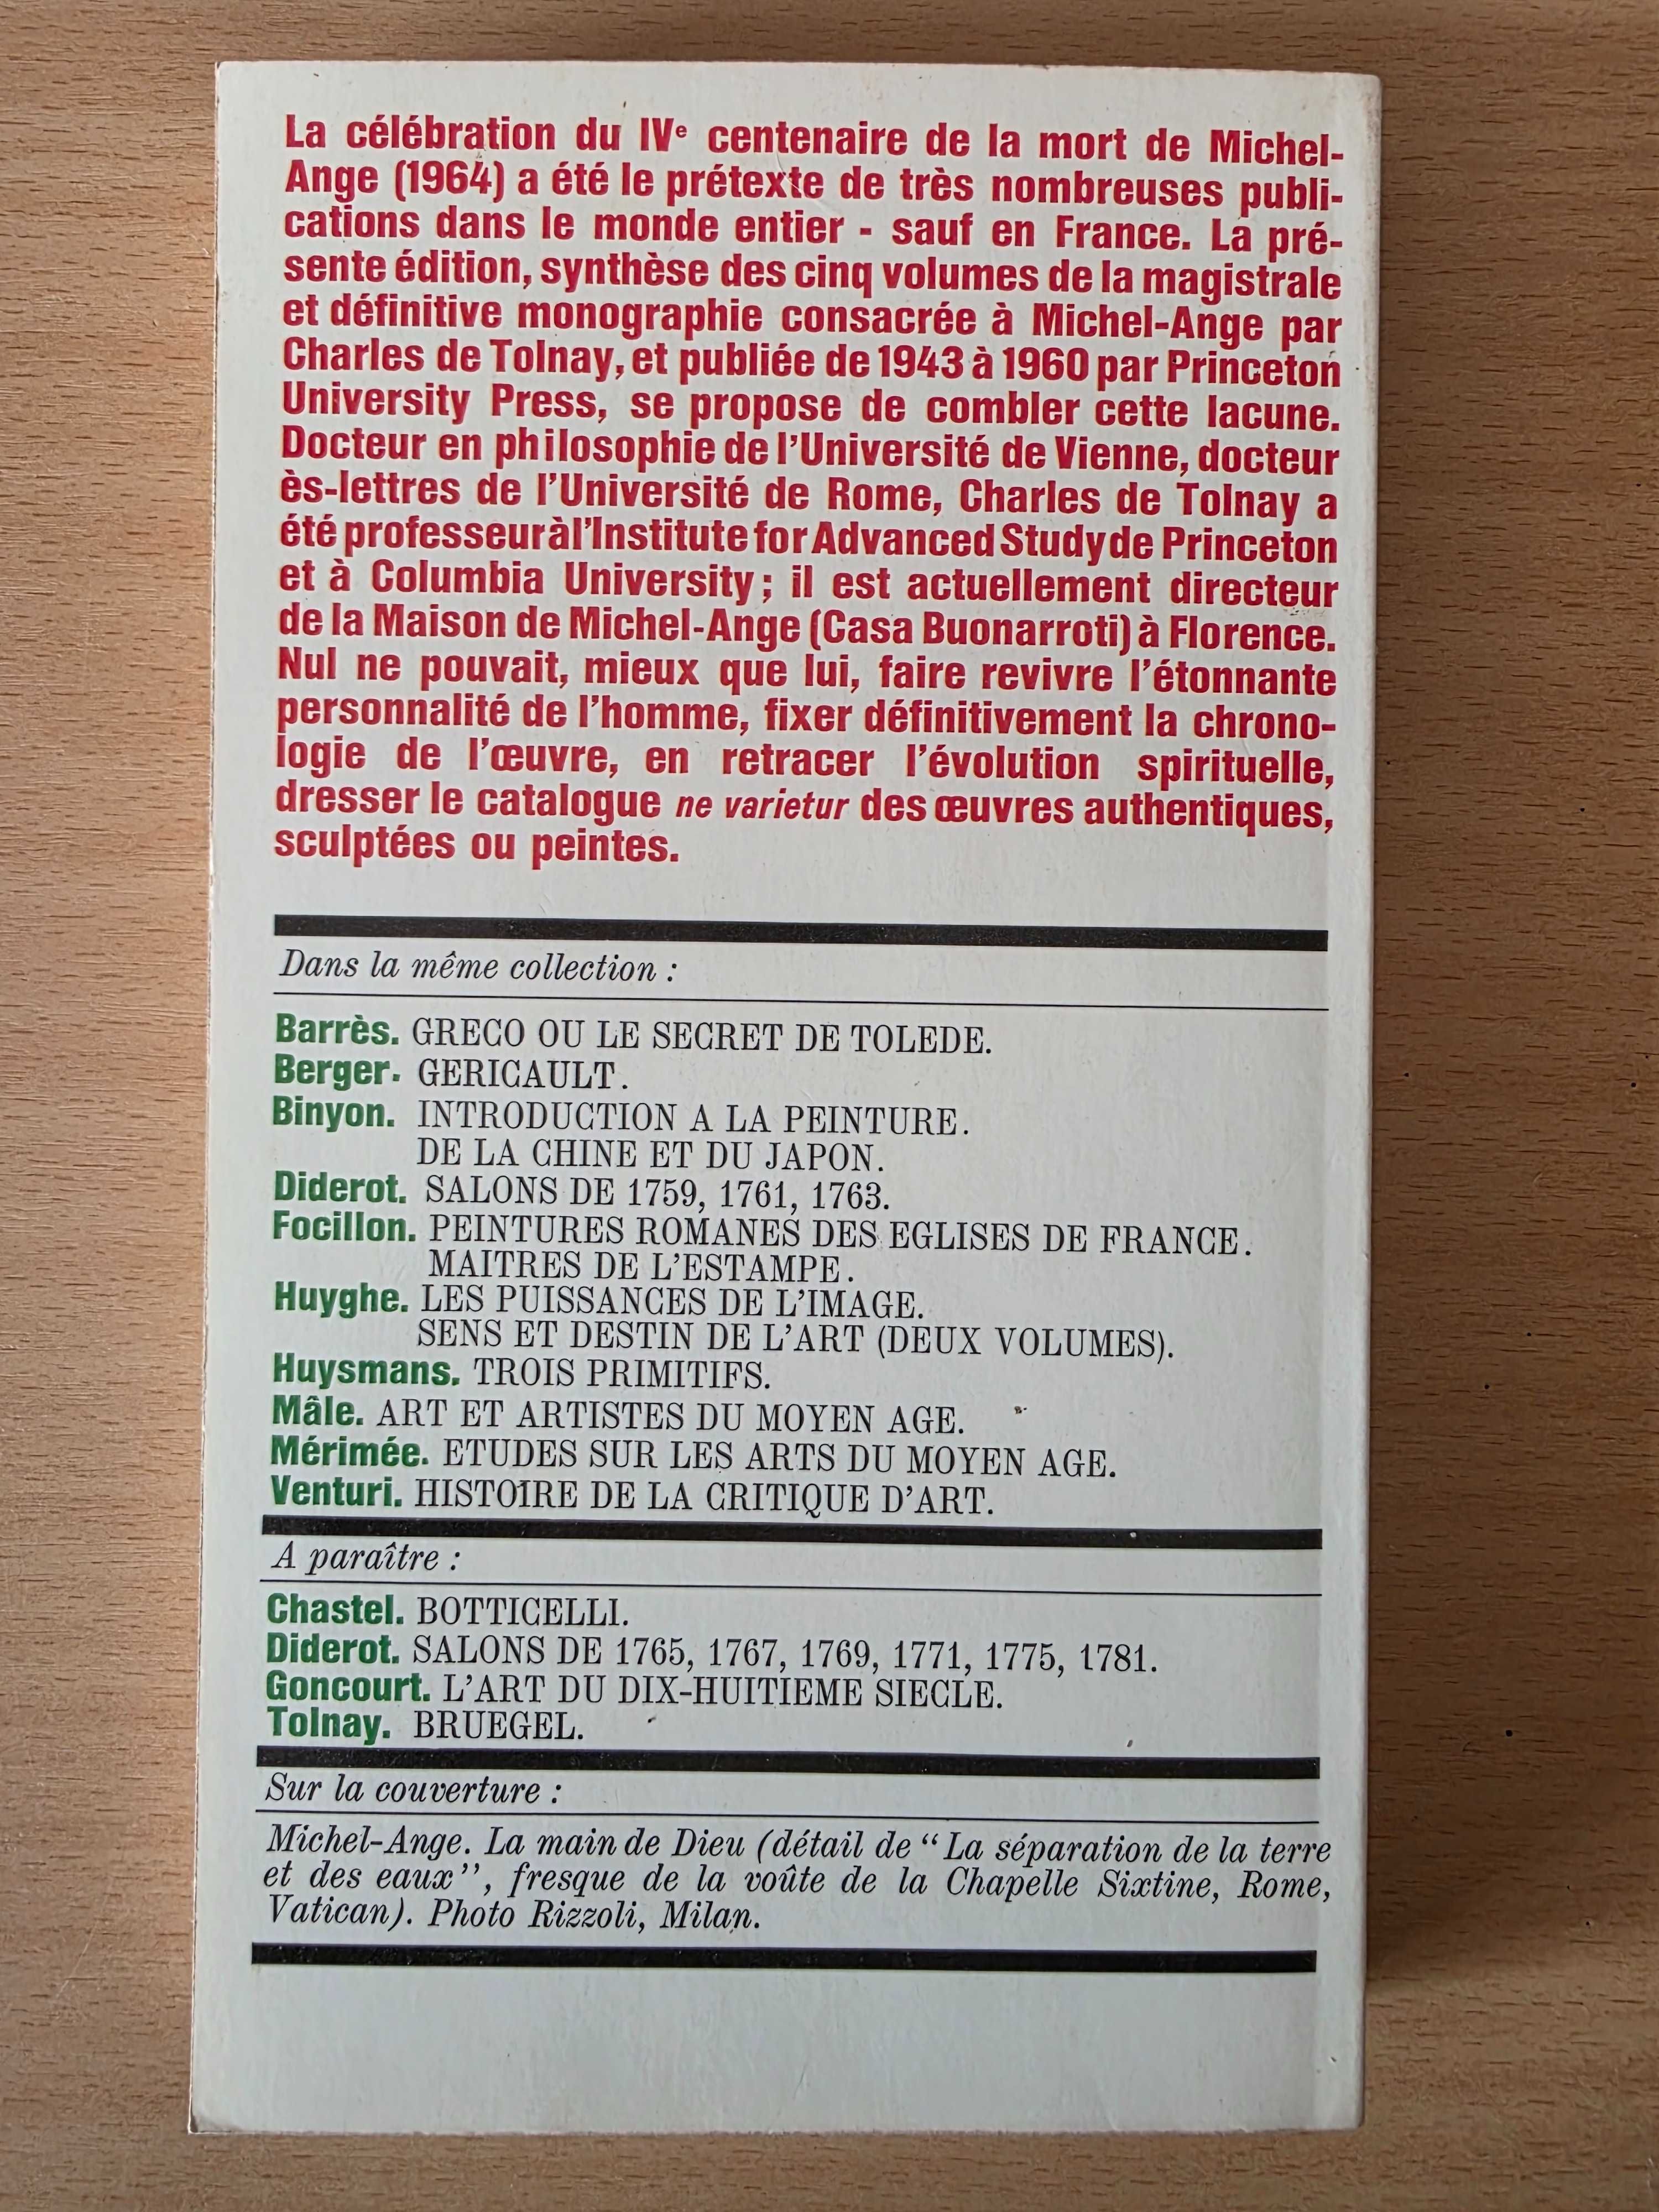 La célébration du IVe centenaire de la mort de Michel-
Ange (1964) a été le prétexte de très nombreuses publi-
cations dans le monde entier - sauf en France. La pré-
sente édition, synthèse des cinq volumes de la magistrale
et définitive monographie consacrée à Michel-Ange par
Charles de Tolnay, et publiée de 1943 à 1960 par Princeton
University Press, se propose de combler cette lacune.
Docteur en philosophie de l'Université de Vienne, docteur
ès-lettres de l'Université de Rome, Charles de Tolnay a
été professeur à l'Institute for Advanced Study de Princeton
et à Columbia University ; il est actuellement directeur
de la Maison de Michel-Ange (Casa Buonarroti) à Florence.
Nul ne pouvait, mieux que lui, faire revivre l'étonnante
personnalité de l'homme, fixer définitivement la chrono-
logie de l'œuvre, en retracer l'évolution spirituelle,
dresser le catalogue ne varietur des œuvres authentiques,
sculptées ou peintes.
Dans la même collection :
Barrès. GRECO OU LE SECRET DE TOLEDE.
Berger. GERICAULT.
Binyon. INTRODUCTION A LA PEINTURE.
DE LA CHINE ET DU JAPON.
Diderot. SALONS DE 1759, 1761, 1763.
Focillon. PEINTURES ROMANES DES EGLISES DE FRANCE.
MAITRES DE L'ESTAMPE.
Huyghe. LES PUISSANCES DE L'IMAGE.
SENS ET DESTIN DE L'ART (DEUX VOLUMES).
Huysmans. TROIS PRIMITIFS.
Mâle. ART ET ARTISTES DU MOYEN AGE.
Mérimée. ETUDES SUR LES ARTS DU MOYEN AGE.
Venturi. HISTOIRE DE LA CRITIQUE D'ART.
A paraître :
Chastel. BOTTICELLI.
Diderot. SALONS DE 1765, 1767, 1769, 1771, 1775, 1781.
Goncourt. L'ART DU DIX-HUITIEME SIECLE.
Tolnay. BRUEGEL.
Sur la couverture :
Michel-Ange. La main de Dieu (détail de “La séparation de la terre
et des eaux”, fresque de la voûte de la Chapelle Sixtine, Rome,
Vatican). Photo Rizzoli, Milan.